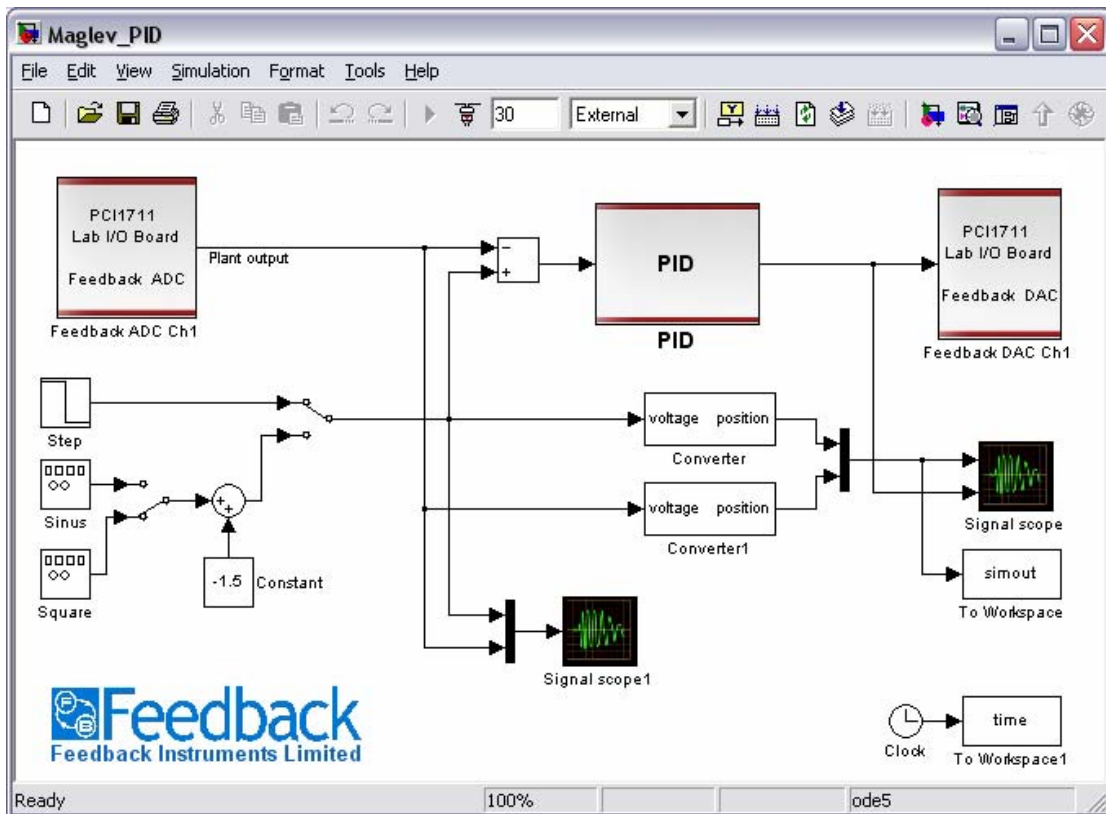 Maglev_PID
File Edit View Simulation Format Tools Help
30 External
PCI1711
Lab I/O Board
Feedback ADC
Feedback ADC Ch1
Plant output
−
+
PID
PID
PCI1711
Lab I/O Board
Feedback DAC
Feedback DAC Ch1
Step
voltage position
Converter
Sinus
+
+
voltage position
Converter1
Signal scope
Square
-1.5
Constant
simout
To Workspace
Signal scope1
F
B
Feedback
Feedback Instruments Limited
Clock
time
To Workspace1
Ready 100% ode5